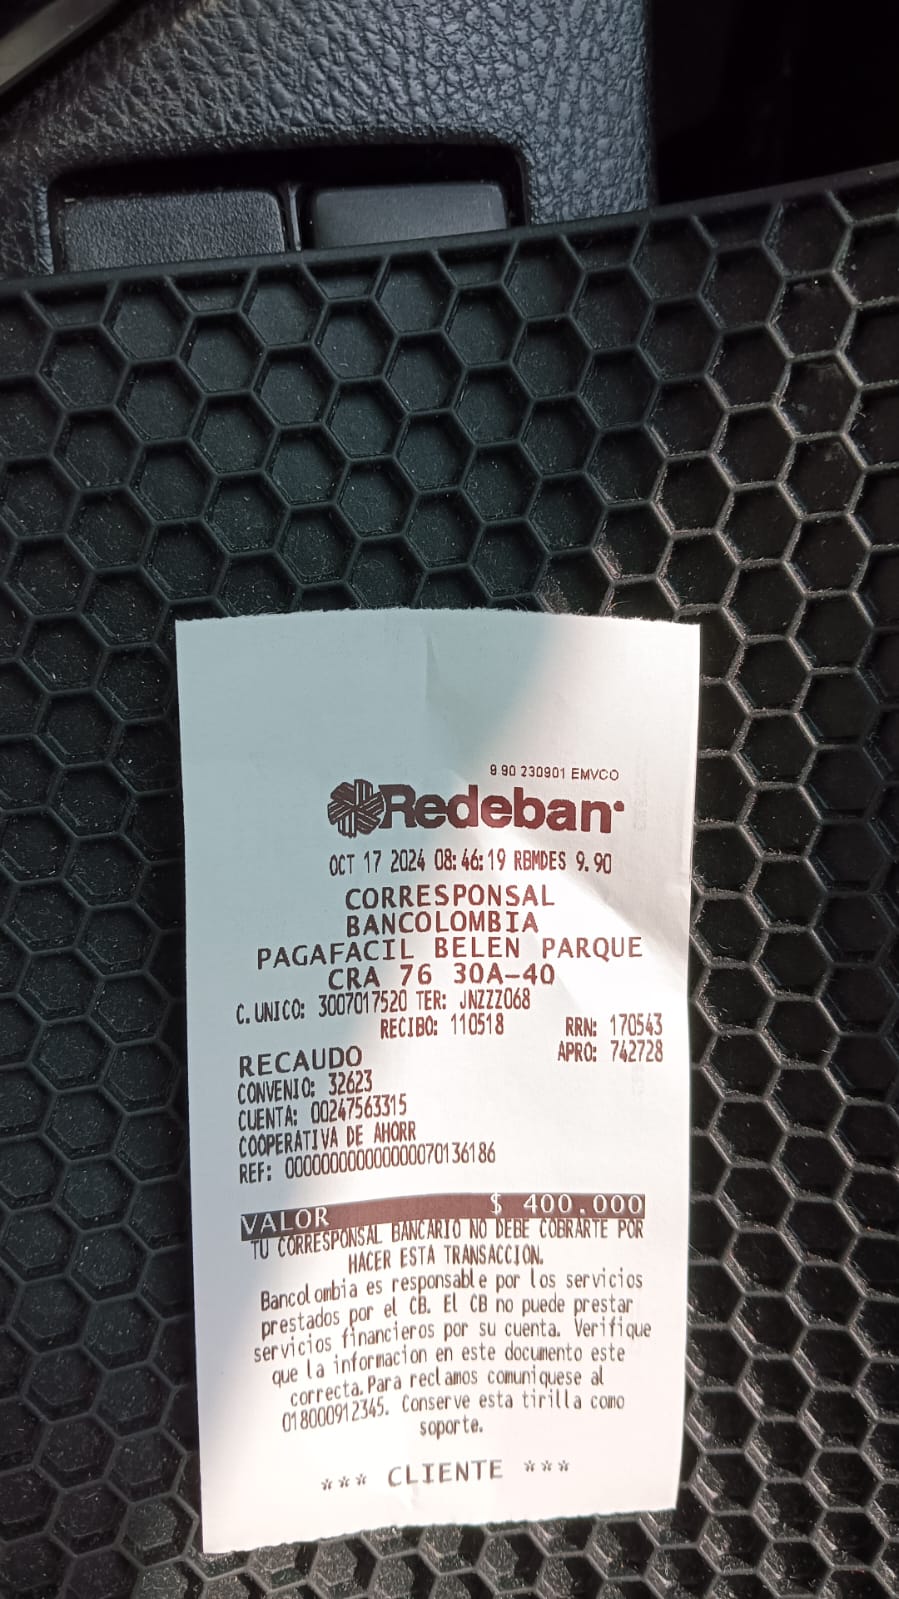 9.90 230901 EMVCO
Redeban
OCT 17 2024 08:46:19 RBMDES 9.90
CORRESPONSAL
BANCOLOMBIA
PAGAFACIL BELEN PARQUE
CRA 76 30A-40
C.UNICO: 3007017520 TER: JNZZZ068
RECIBO: 110518 RRN: 170543
RECAUDO APRO: 742728
CONVENIO: 32623
CUENTA: 00247563315
COOPERATIVA DE AHORR
REF: 000000000000000070136186
VALOR $ 400.000
TU CORRESPONSAL BANCARIO NO DEBE COBRARTE POR
HACER ESTA TRANSACCION.
Bancolombia es responsable por los servicios
prestados por el CB. El CB no puede prestar
servicios financieros por su cuenta. Verifique
que la informacion en este documento este
correcta.Para reclamos comuniquese al
018000912345. Conserve esta tirilla como
soporte.
*** CLIENTE ***